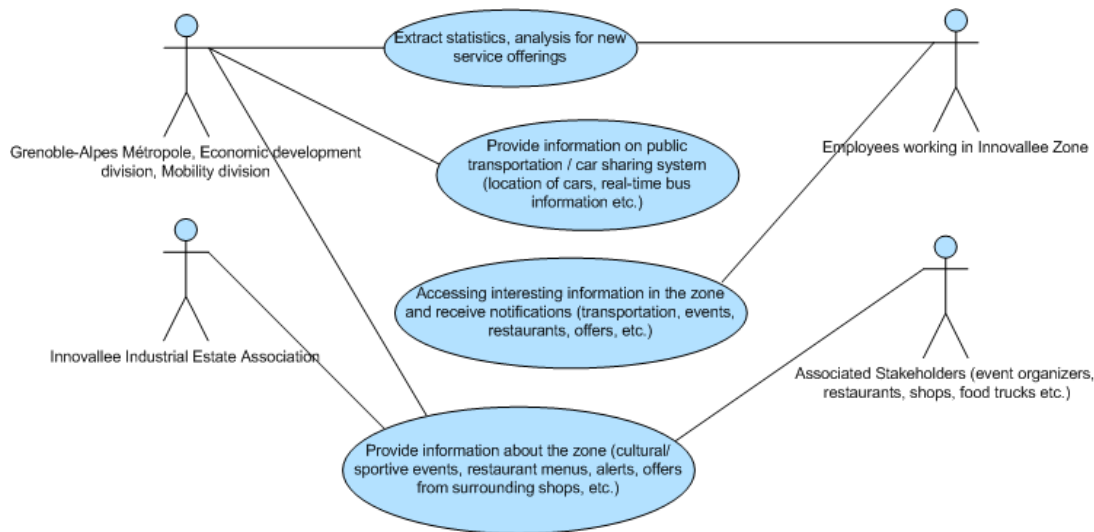 Extract statistics, analysis for new
service offerings
Grenoble-Alpes Métropole, Economic development
division, Mobility division
Provide information on public
transportation / car sharing system
(location of cars, real-time bus
information etc.)
Employees working in Innovallee Zone
Accessing interesting information in the zone
and receive notifications (transportation, events,
restaurants, offers, etc.)
Innovallee Industrial Estate Association
Associated Stakeholders (event organizers,
restaurants, shops, food trucks etc.)
Provide information about the zone (cultural/
sportive events, restaurant menus, alerts, offers
from surrounding shops, etc.)